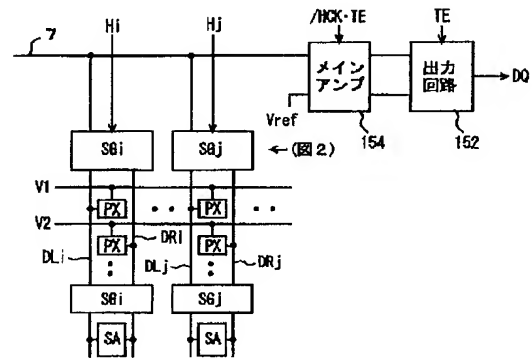 7
Hi
Hj
/HCK・TE
TE
メイン
アンプ
出力
回路
DQ
Vref
154
152
SGi
SGj
←(図2)
V1
PX
PX
V2
PX
PX
DRi
DLi
DLj
DRj
SGi
SGj
SA
SA